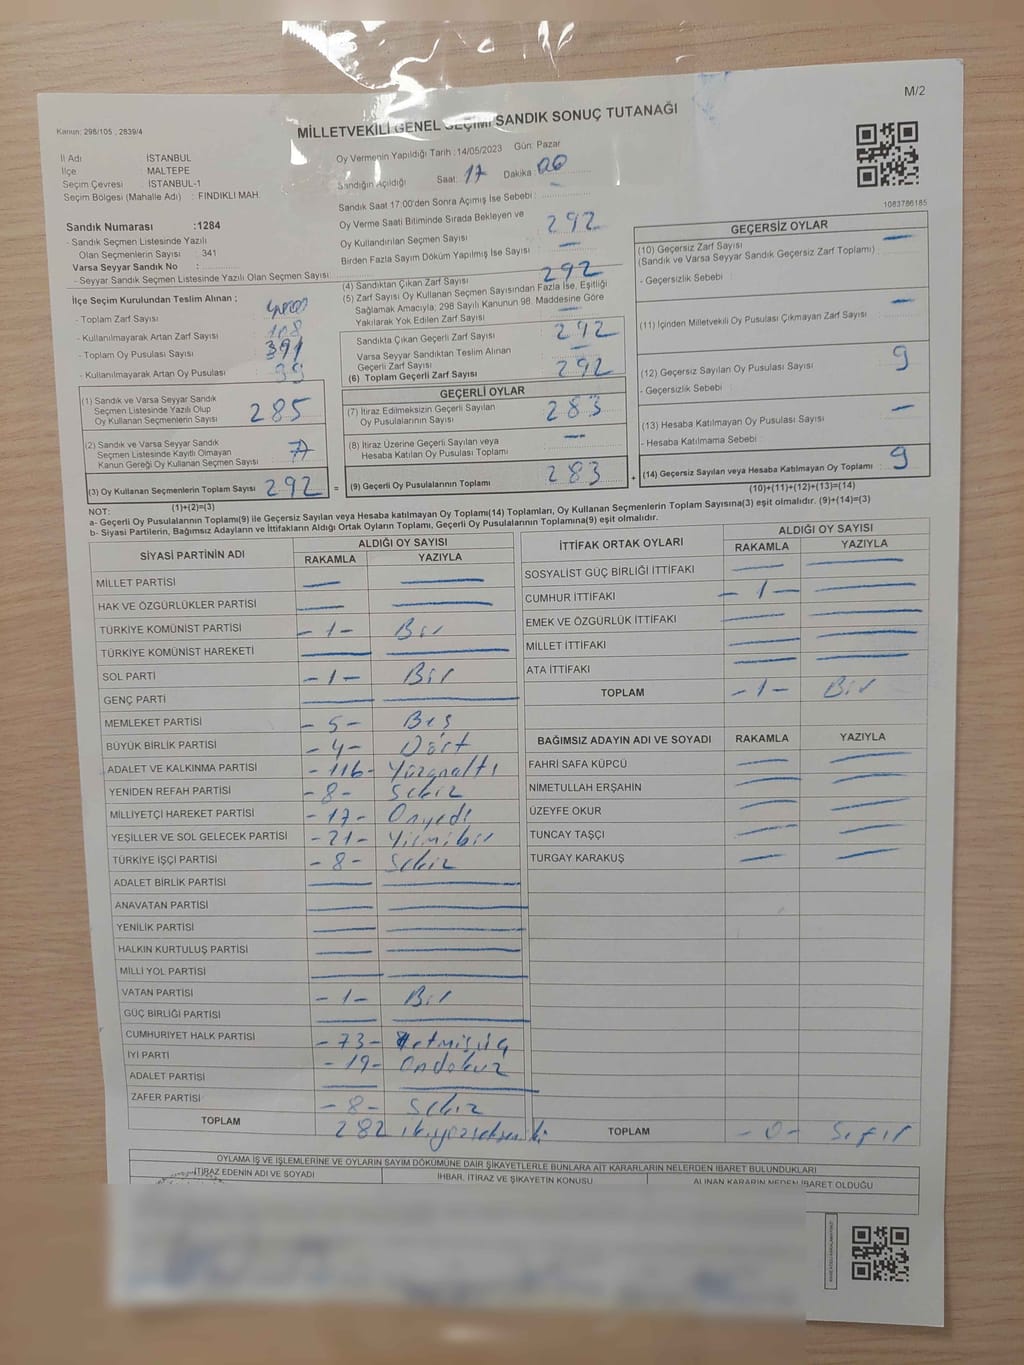 M/2
Kanun: 298/105 , 2839/4
MİLLETVEKİLİ GENEL SEÇİMİ SANDIK SONUÇ TUTANAĞI
İl Adı İSTANBUL
İlçe MALTEPE
Seçim Çevresi İSTANBUL-1
Seçim Bölgesi (Mahalle Adı) : FINDIKLI MAH.
Sandık Numarası :1284
- Sandık Seçmen Listesinde Yazılı
Olan Seçmenlerin Sayısı : 341
Varsa Seyyar Sandık No :
- Seyyar Sandık Seçmen Listesinde Yazılı Olan Seçmen Sayısı:
İlçe Seçim Kurulundan Teslim Alınan ;
- Toplam Zarf Sayısı : 400
- Kullanılmayarak Artan Zarf Sayısı : 108
- Toplam Oy Pusulası Sayısı : 391
- Kullanılmayarak Artan Oy Pusulası : 99
(1) Sandık ve Varsa Seyyar Sandık
Seçmen Listesinde Yazılı Olup
Oy Kullanan Seçmenlerin Sayısı : 285
(2) Sandık ve Varsa Seyyar Sandık
Seçmen Listesinde Kayıtlı Olmayan
Kanun Gereği Oy Kullanan Seçmen Sayısı : 7
(3) Oy Kullanan Seçmenlerin Toplam Sayısı : 292 =
(1)+(2)=(3)
Oy Vermenin Yapıldığı Tarih :14/05/2023 Gün: Pazar
Sandığın Açıldığı Saat: 17 Dakika 00
Sandık Saat 17:00'den Sonra Açımış İse Sebebi : –
Oy Verme Saati Bitiminde Sırada Bekleyen ve
Oy Kullandırılan Seçmen Sayısı : 292
Birden Fazla Sayım Döküm Yapılmış İse Sayısı : –
(4) Sandıktan Çıkan Zarf Sayısı : 292
(5) Zarf Sayısı Oy Kullanan Seçmen Sayısından Fazla İse, Eşitliği
Sağlamak Amacıyla; 298 Sayılı Kanunun 98. Maddesine Göre
Yakılarak Yok Edilen Zarf Sayısı : –
Sandıkta Çıkan Geçerli Zarf Sayısı : 292
Varsa Seyyar Sandıktan Teslim Alınan
Geçerli Zarf Sayısı : –
(6) Toplam Geçerli Zarf Sayısı : 292
GEÇERLİ OYLAR
(7) İtiraz Edilmeksizin Geçerli Sayılan
Oy Pusulalarının Sayısı : 283
(8) İtiraz Üzerine Geçerli Sayılan veya
Hesaba Katılan Oy Pusulası Toplamı : –
(9) Geçerli Oy Pusulalarının Toplamı : 283 +
1083786185
GEÇERSİZ OYLAR
(10) Geçersiz Zarf Sayısı : –
(Sandık ve Varsa Seyyar Sandık Geçersiz Zarf Toplamı)
- Geçersizlik Sebebi :
(11) İçinden Milletvekili Oy Pusulası Çıkmayan Zarf Sayısı : –
(12) Geçersiz Sayılan Oy Pusulası Sayısı : 9
- Geçersizlik Sebebi :
(13) Hesaba Katılmayan Oy Pusulası Sayısı : –
- Hesaba Katılmama Sebebi :
(14) Geçersiz Sayılan veya Hesaba Katılmayan Oy Toplamı : 9
(10)+(11)+(12)+(13)=(14)
NOT:
a- Geçerli Oy Pusulalarının Toplamı(9) ile Geçersiz Sayılan veya Hesaba katılmayan Oy Toplamı(14) Toplamları, Oy Kullanan Seçmenlerin Toplam Sayısına(3) eşit olmalıdır. (9)+(14)=(3)
b- Siyasi Partilerin, Bağımsız Adayların ve İttifakların Aldığı Ortak Oyların Toplamı, Geçerli Oy Pusulalarının Toplamına(9) eşit olmalıdır.
SİYASİ PARTİNİN ADI ALDIĞI OY SAYISI
RAKAMLA YAZIYLA
MİLLET PARTİSİ — —
HAK VE ÖZGÜRLÜKLER PARTİSİ — —
TÜRKİYE KOMÜNİST PARTİSİ -1- Bir
TÜRKİYE KOMÜNİST HAREKETİ — —
SOL PARTİ -1- Bir
GENÇ PARTİ — —
MEMLEKET PARTİSİ -5- Beş
BÜYÜK BİRLİK PARTİSİ -4- Dört
ADALET VE KALKINMA PARTİSİ -116- Yüzonaltı
YENİDEN REFAH PARTİSİ -8- Sekiz
MİLLİYETÇİ HAREKET PARTİSİ -17- Onyedi
YEŞİLLER VE SOL GELECEK PARTİSİ -21- Yirmibir
TÜRKİYE İŞÇİ PARTİSİ -8- Sekiz
ADALET BİRLİK PARTİSİ — —
ANAVATAN PARTİSİ — —
YENİLİK PARTİSİ — —
HALKIN KURTULUŞ PARTİSİ — —
MİLLİ YOL PARTİSİ — —
VATAN PARTİSİ -1- Bir
GÜÇ BİRLİĞİ PARTİSİ — —
CUMHURİYET HALK PARTİSİ -73- Yetmişüç
İYİ PARTİ -19- Ondokuz
ADALET PARTİSİ — —
ZAFER PARTİSİ -8- Sekiz
TOPLAM 282 ikiyüzsekseniki
İTTİFAK ORTAK OYLARI ALDIĞI OY SAYISI
RAKAMLA YAZIYLA
SOSYALİST GÜÇ BİRLİĞİ İTTİFAKI — —
CUMHUR İTTİFAKI -1- —
EMEK VE ÖZGÜRLÜK İTTİFAKI — —
MİLLET İTTİFAKI — —
ATA İTTİFAKI — —
TOPLAM -1- Bir
BAĞIMSIZ ADAYIN ADI VE SOYADI RAKAMLA YAZIYLA
FAHRİ SAFA KÜPCÜ — —
NİMETULLAH ERŞAHİN — —
ÜZEYFE OKUR — —
TUNCAY TAŞÇI — —
TURGAY KARAKUŞ — —
TOPLAM -0- Sıfır
OYLAMA İŞ VE İŞLEMLERİNE VE OYLARIN SAYIM DÖKÜMÜNE DAİR ŞİKAYETLERLE BUNLARA AİT KARARLARIN NELERDEN İBARET BULUNDUKLARI
İTİRAZ EDENİN ADI VE SOYADI İHBAR, İTİRAZ VE ŞİKAYETİN KONUSU ALINAN KARARIN NEDEN İBARET OLDUĞU